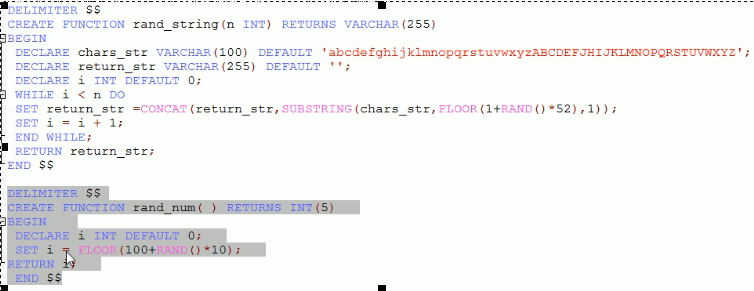 DELIMITER $$
CREATE FUNCTION rand_string(n INT) RETURNS VARCHAR(255)
BEGIN
DECLARE chars_str VARCHAR(100) DEFAULT 'abcdefghijklmnopqrstuvwxyzABCDEFJHIJKLMNOPQRSTUVWXYZ';
DECLARE return_str VARCHAR(255) DEFAULT '';
DECLARE i INT DEFAULT 0;
WHILE i < n DO
SET return_str =CONCAT(return_str,SUBSTRING(chars_str,FLOOR(1+RAND()*52),1));
SET i = i + 1;
END WHILE;
RETURN return_str;
END $$
DELIMITER $$
CREATE FUNCTION rand_num( ) RETURNS INT(5)
BEGIN
DECLARE i INT DEFAULT 0;
SET i = FLOOR(100+RAND()*10);
RETURN i;
END $$